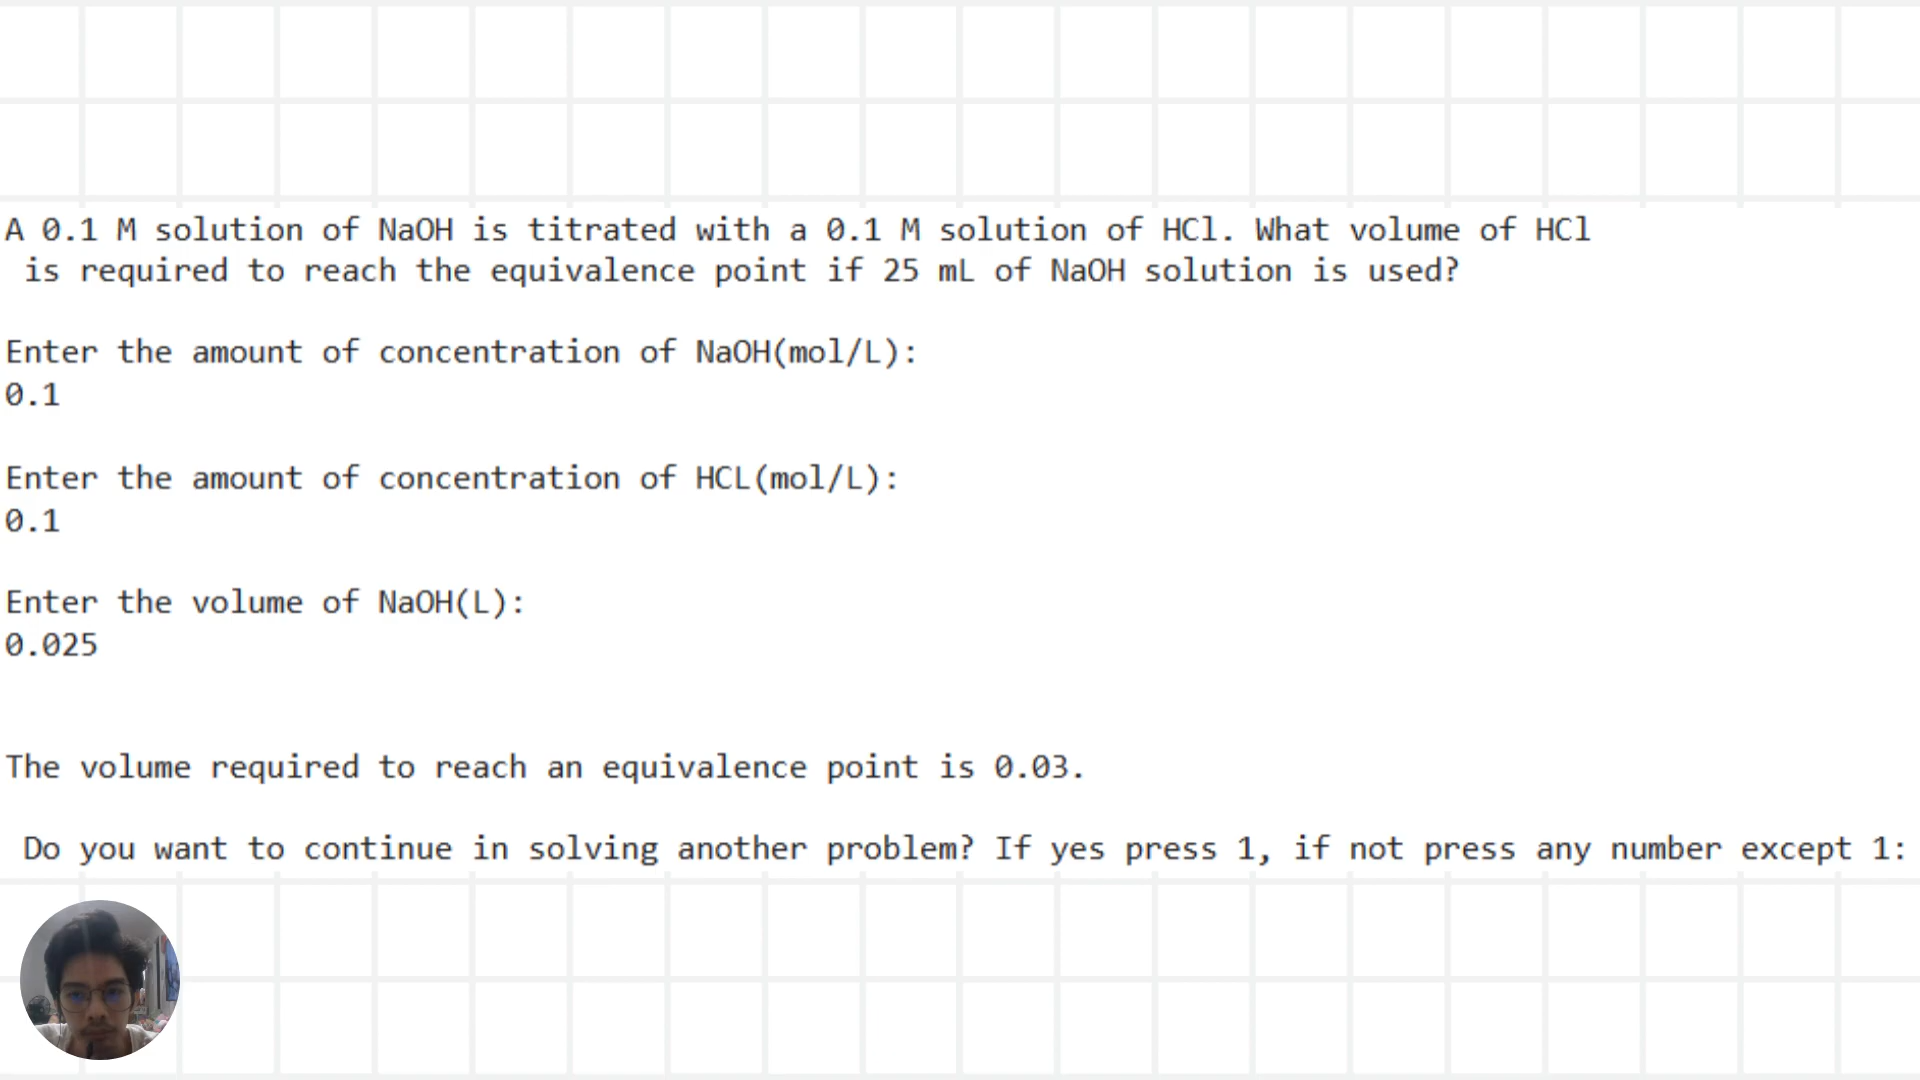 A 0.1 M solution of NaOH is titrated with a 0.1 M solution of HCl. What volume of HCl
is required to reach the equivalence point if 25 mL of NaOH solution is used?
Enter the amount of concentration of NaOH(mol/L):
0.1
Enter the amount of concentration of HCL(mol/L):
0.1
Enter the volume of NaOH(L):
0.025
The volume required to reach an equivalence point is 0.03.
Do you want to continue in solving another problem? If yes press 1, if not press any number except 1: